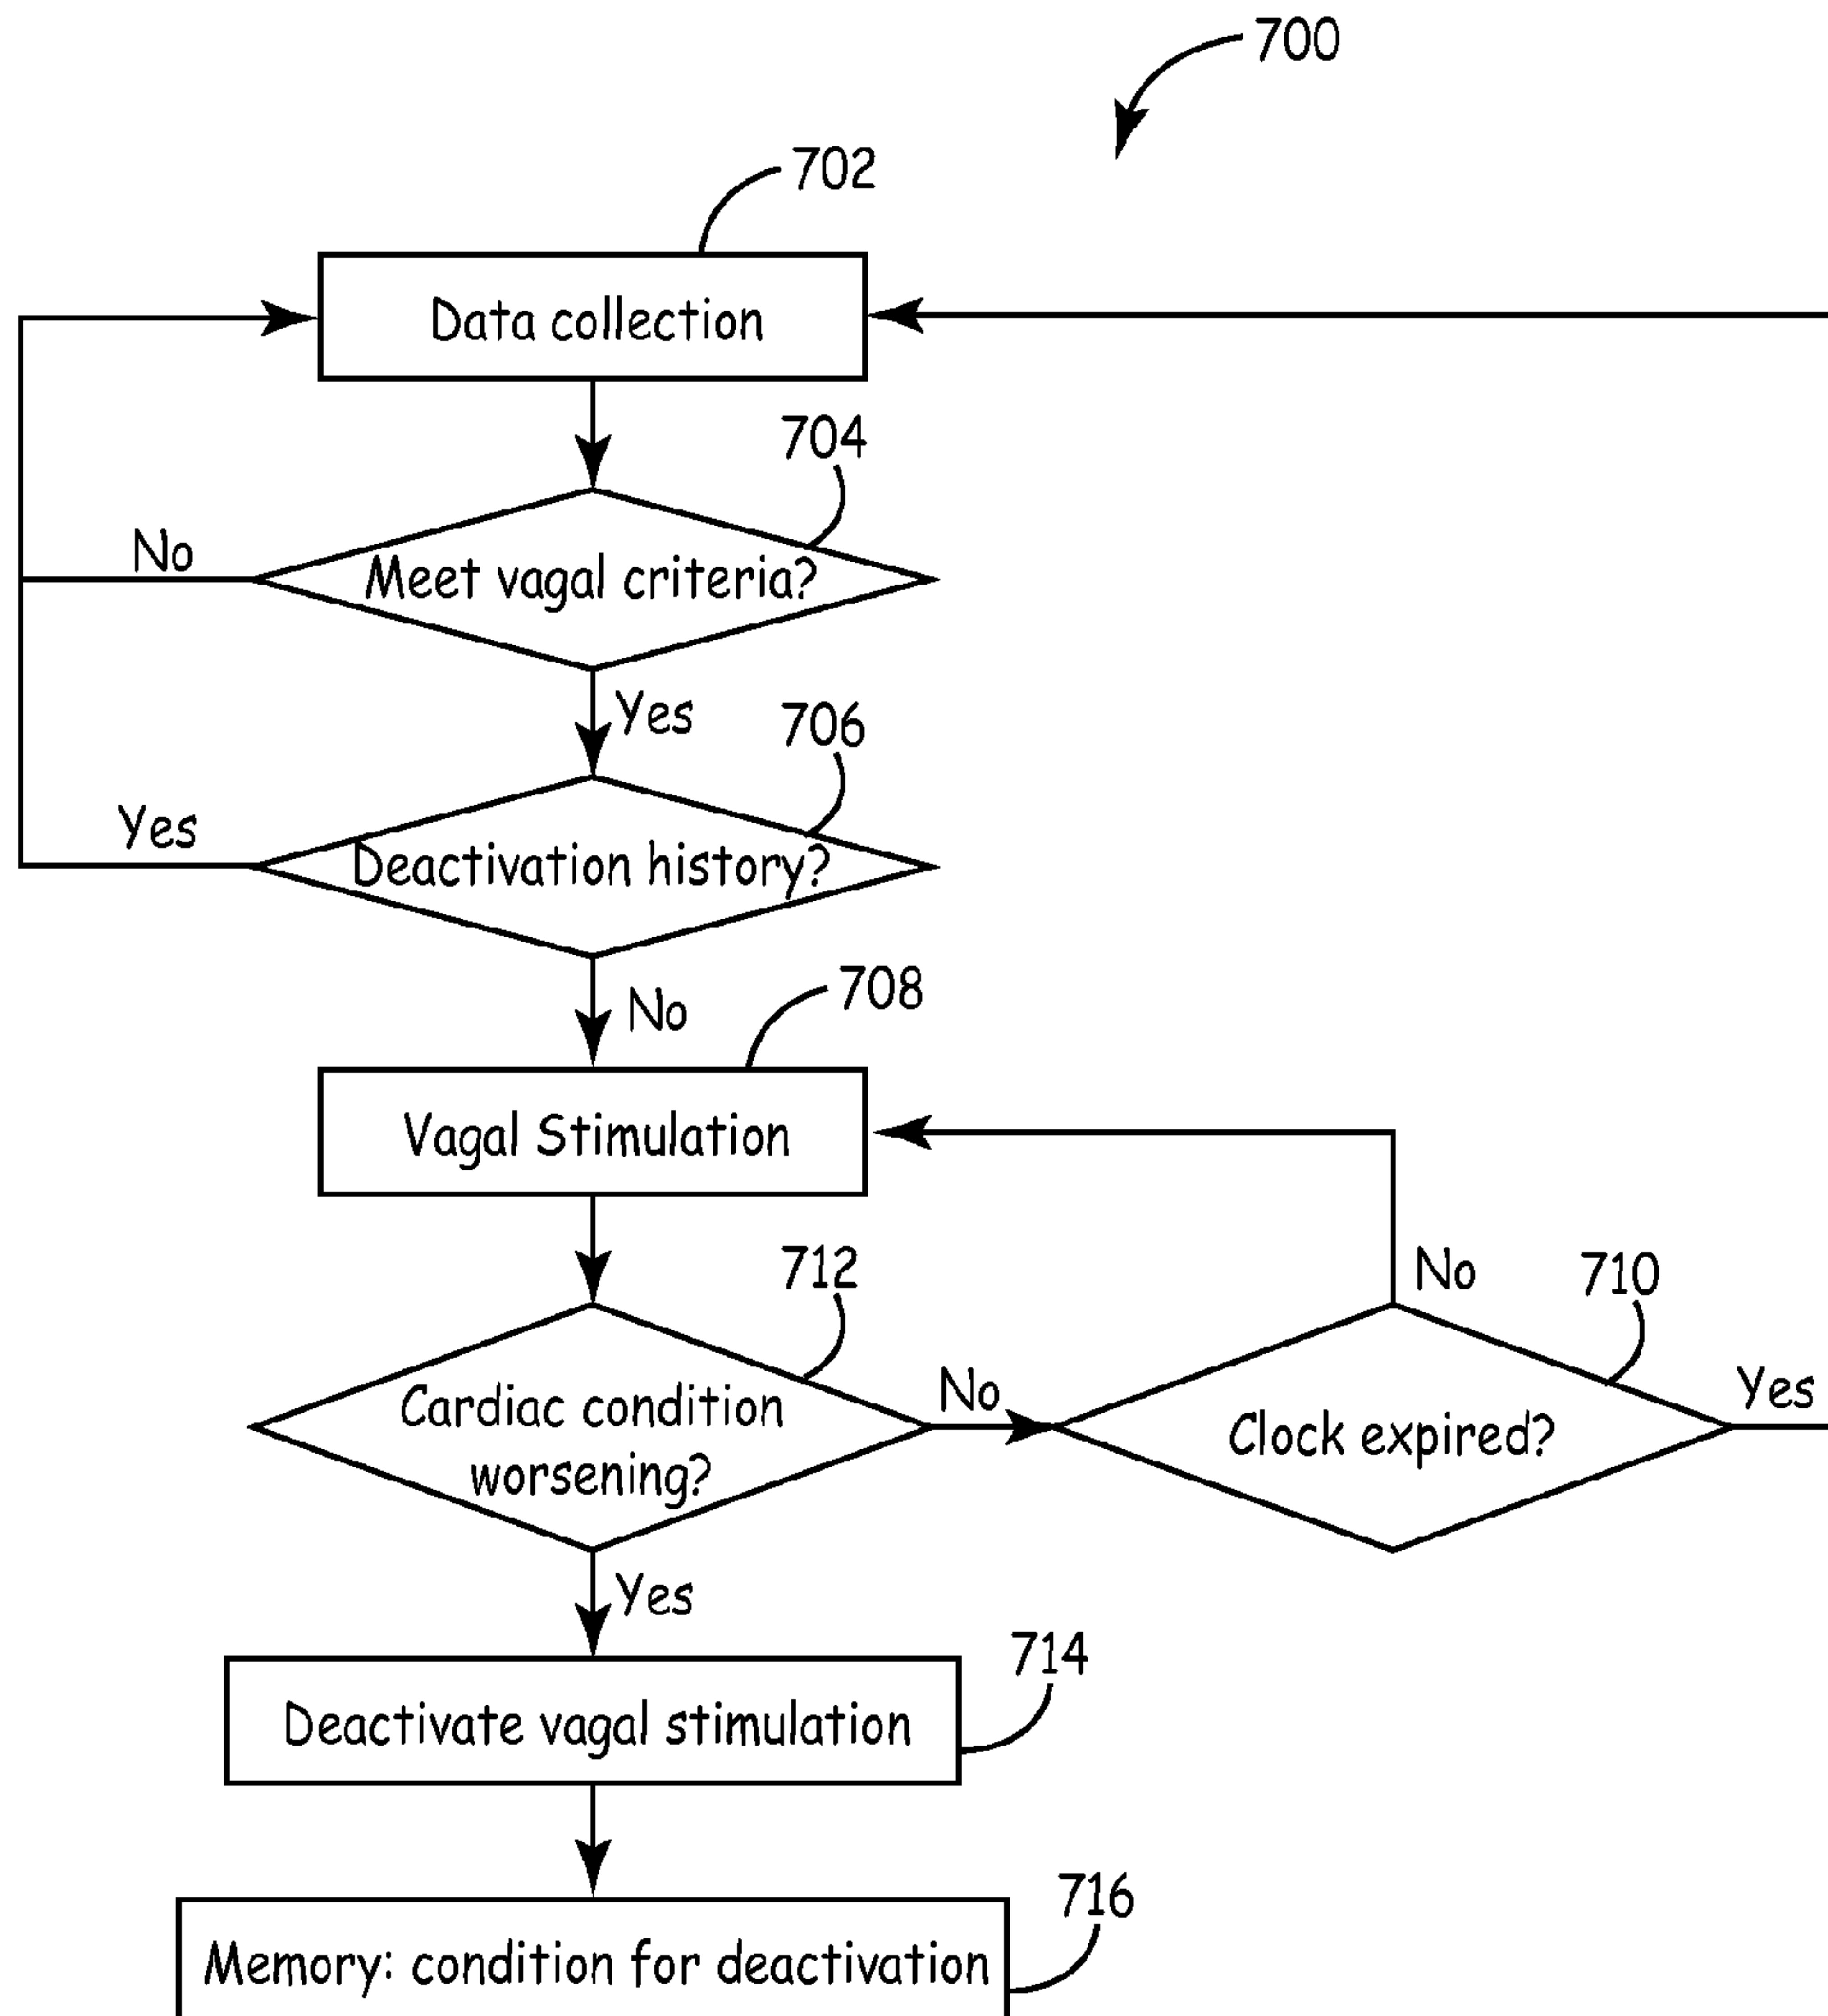 700
702
Data collection
704
No
Meet vagal criteria?
Yes
706
Yes
Deactivation history?
No
708
Vagal Stimulation
712
No
710
No
Yes
Cardiac condition
worsening?
Clock expired?
Yes
714
Deactivate vagal stimulation
716
Memory: condition for deactivation